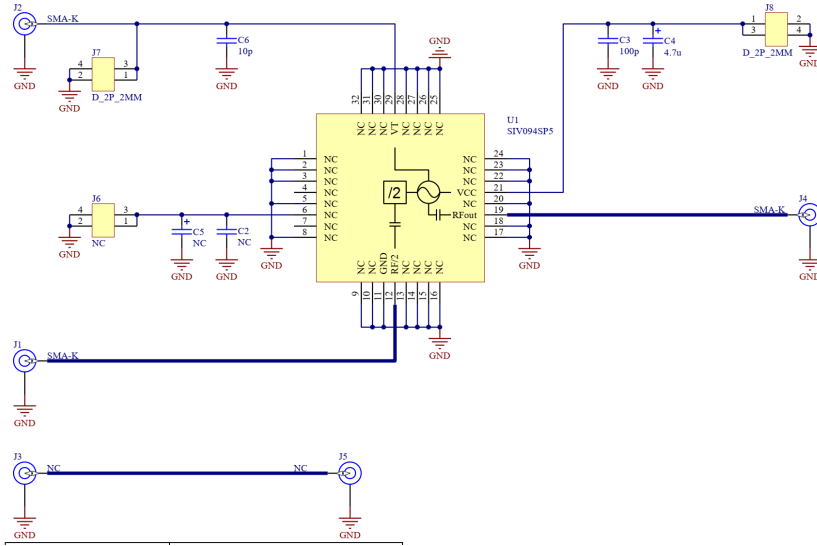 J2
SMA-K
GND
J7
4
3
2
1
D_2P_2MM
GND
C6
10p
GND
GND
32
31
30
29
28
27
26
25
NC
NC
NC
VT
NC
NC
NC
NC
U1
SIV094SP5
C3
100p
GND
C4
4.7u
GND
J8
1
2
3
4
D_2P_2MM
GND
1
NC
2
NC
3
NC
4
NC
5
NC
6
NC
7
NC
8
NC
GND
/2
24
NC
23
NC
22
NC
21
VCC
20
NC
19
RFout
18
NC
17
NC
GND
SMA-K
J4
GND
J6
4
3
2
1
NC
GND
C5
NC
GND
C2
NC
GND
NC
NC
GND
RF/2
NC
NC
NC
NC
9
10
11
12
13
14
15
16
GND
J1
SMA-K
GND
J3
NC
GND
NC
J5
GND